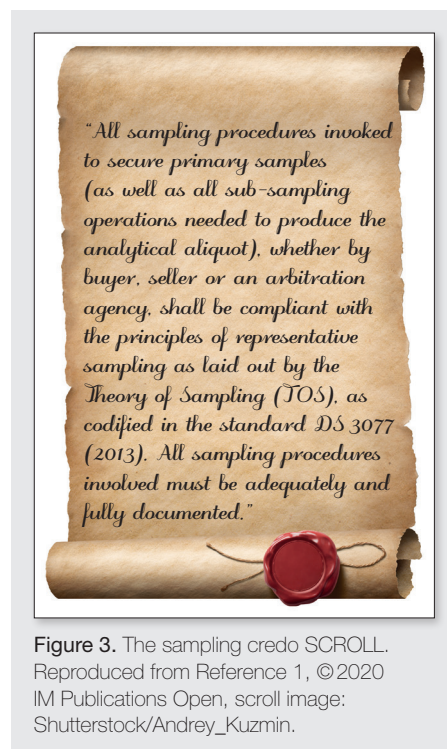 “All sampling procedures invoked
to secure primary samples
(as well as all sub-sampling
operations needed to produce the
analytical aliquot), whether by
buyer, seller or an arbitration
agency, shall be compliant with
the principles of representative
sampling as laid out by the
Theory of Sampling (TOS), as
codified in the standard DS 3077
(2013). All sampling procedures
involved must be adequately and
fully documented.”
Figure 3. The sampling credo SCROLL.
Reproduced from Reference 1, ©2020
IM Publications Open, scroll image:
Shutterstock/Andrey_Kuzmin.